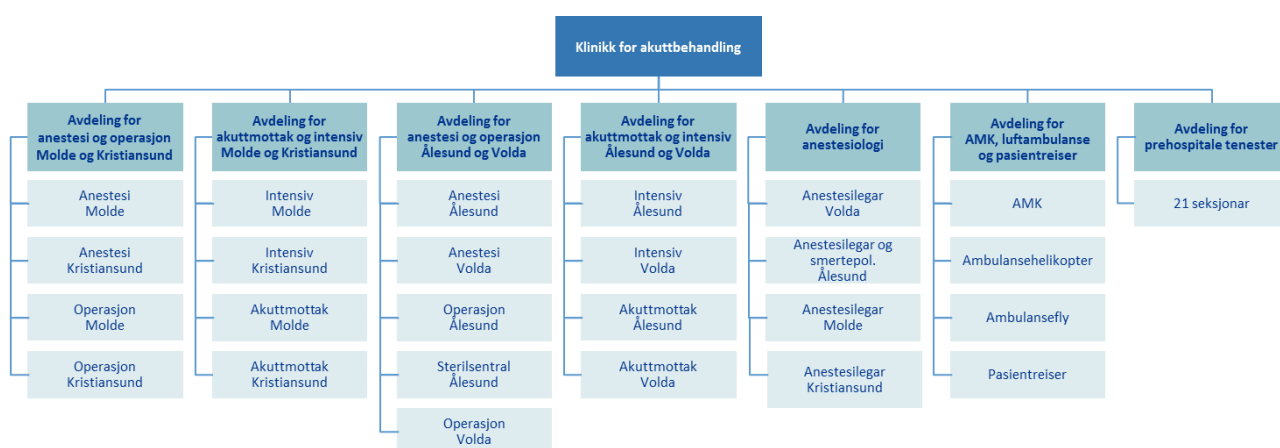 Klinikk for akuttbehandling
Avdeling for
anestesi og operasjon
Molde og Kristiansund
Anestesi
Molde
Anestesi
Kristiansund
Operasjon
Molde
Operasjon
Kristiansund
Avdeling for
akuttmottak og intensiv
Molde og Kristiansund
Intensiv
Molde
Intensiv
Kristiansund
Akuttmottak
Molde
Akuttmottak
Kristiansund
Avdeling for
anestesi og operasjon
Ålesund og Volda
Anestesi
Ålesund
Anestesi
Volda
Operasjon
Ålesund
Sterilsentral
Ålesund
Operasjon
Volda
Avdeling for
akuttmottak og intensiv
Ålesund og Volda
Intensiv
Ålesund
Intensiv
Volda
Akuttmottak
Ålesund
Akuttmottak
Volda
Avdeling for
anestesiologi
Anestesilegar
Volda
Anestesilegar og
smertepol.
Ålesund
Anestesilegar
Molde
Anestesilegar
Kristiansund
Avdeling for
AMK, luftambulanse
og pasientreiser
AMK
Ambulansehelikopter
Ambulansefly
Pasientreiser
Avdeling for
prehospitale tenester
21 seksjonar